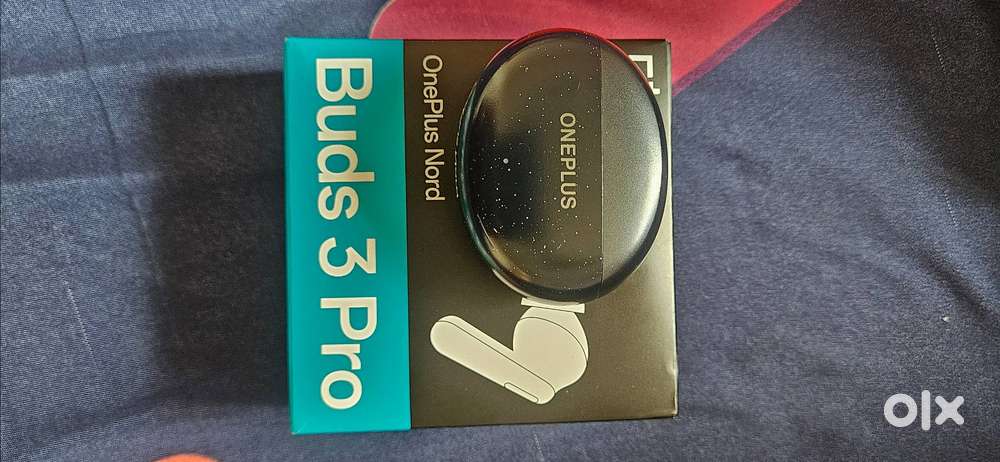 Buds 3 Pro
OnePlus Nord
ONEPLUS
olx